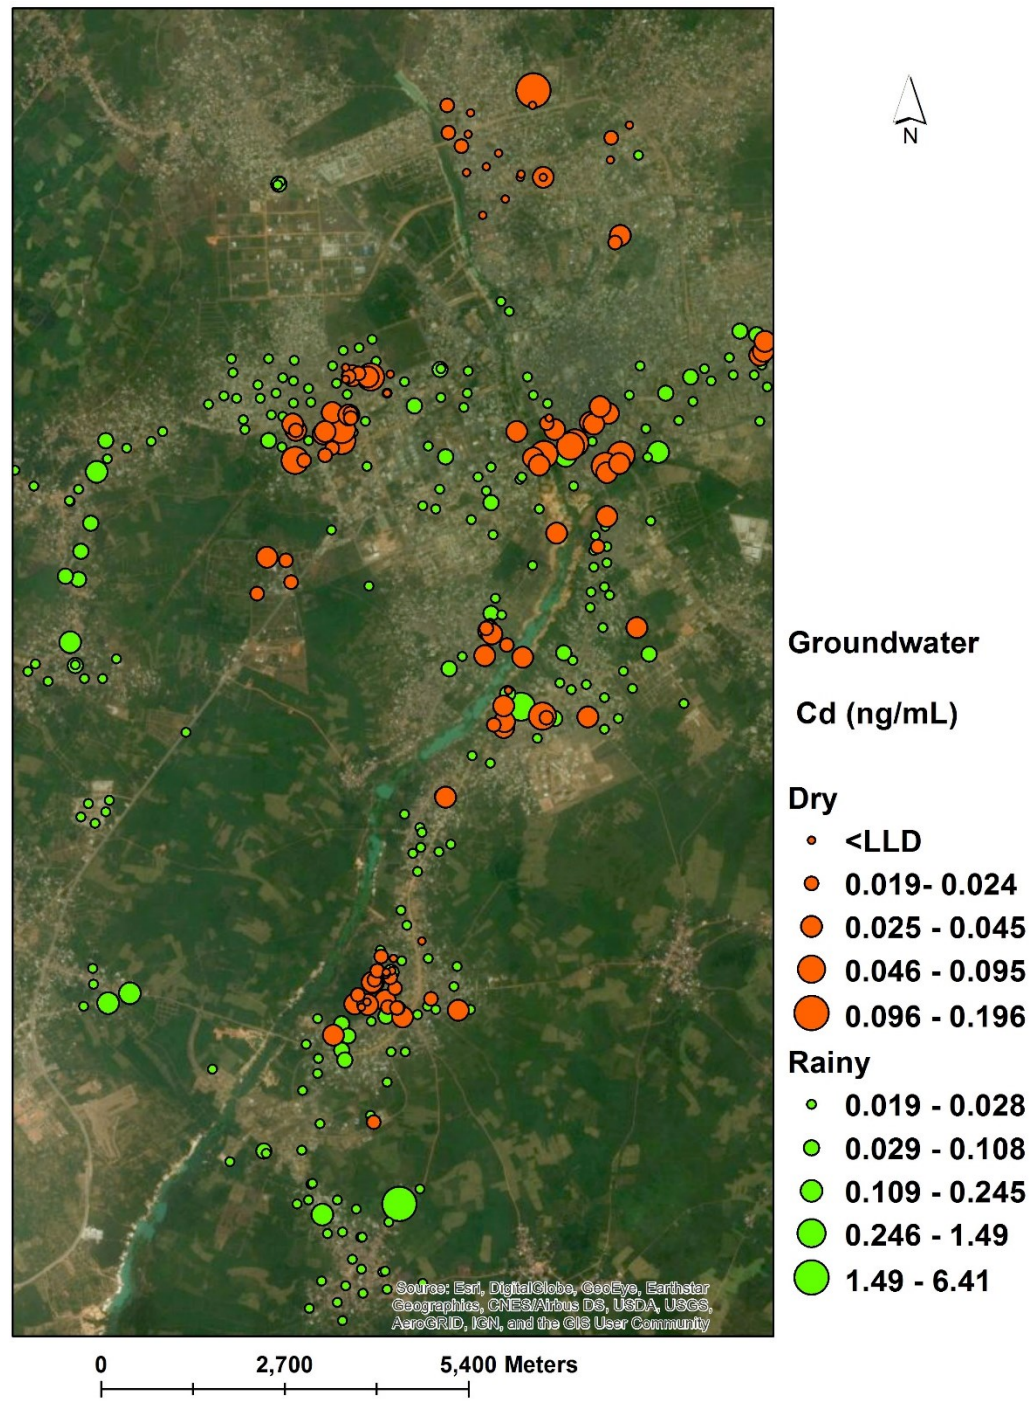 N
Groundwater
Cd (ng/mL)
Dry
<LLD
0.019- 0.024
0.025 - 0.045
0.046 - 0.095
0.096 - 0.196
Rainy
0.019 - 0.028
0.029 - 0.108
0.109 - 0.245
0.246 - 1.49
1.49 - 6.41
Source: Esri, DigitalGlobe, GeoEye, Earthstar
Geographics, CNES/Airbus DS, USDA, USGS,
AeroGRID, IGN, and the GIS User Community
0 2,700 5,400 Meters